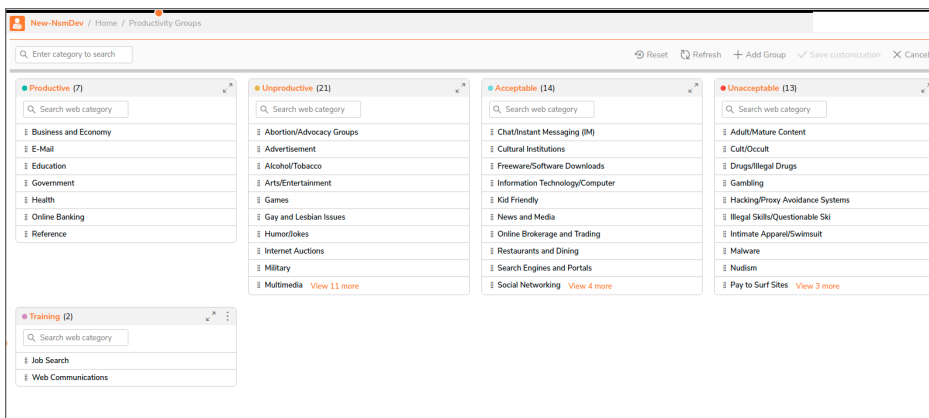 New-NsmDev / Home / Productivity Groups
Enter category to search
Reset Refresh Add Group Save customization Cancel
Productive (7)
Search web category
Business and Economy
E-Mail
Education
Government
Health
Online Banking
Reference
Unproductive (21)
Search web category
Abortion/Advocacy Groups
Advertisement
Alcohol/Tobacco
Arts/Entertainment
Games
Gay and Lesbian Issues
Humor/Jokes
Internet Auctions
Military
Multimedia View 11 more
Acceptable (14)
Search web category
Chat/Instant Messaging (IM)
Cultural Institutions
Freeware/Software Downloads
Information Technology/Computer
Kid Friendly
News and Media
Online Brokerage and Trading
Restaurants and Dining
Search Engines and Portals
Social Networking View 4 more
Unacceptable (13)
Search web category
Adult/Mature Content
Cult/Occult
Drugs/Illegal Drugs
Gambling
Hacking/Proxy Avoidance Systems
Illegal Skills/Questionable Ski
Intimate Apparel/Swimsuit
Malware
Nudism
Pay to Surf Sites View 3 more
Training (2)
Search web category
Job Search
Web Communications